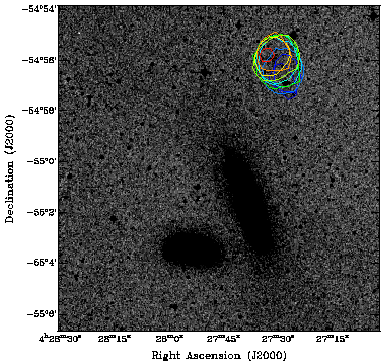 -54°54'
-54°56'
-54°58'
-55°0'
-55°2'
-55°4'
-55°6'
Declination (J2000)
4ʰ28ᵐ30ˢ 28ᵐ15ˢ 28ᵐ0ˢ 27ᵐ45ˢ 27ᵐ30ˢ 27ᵐ15ˢ
Right Ascension (J2000)